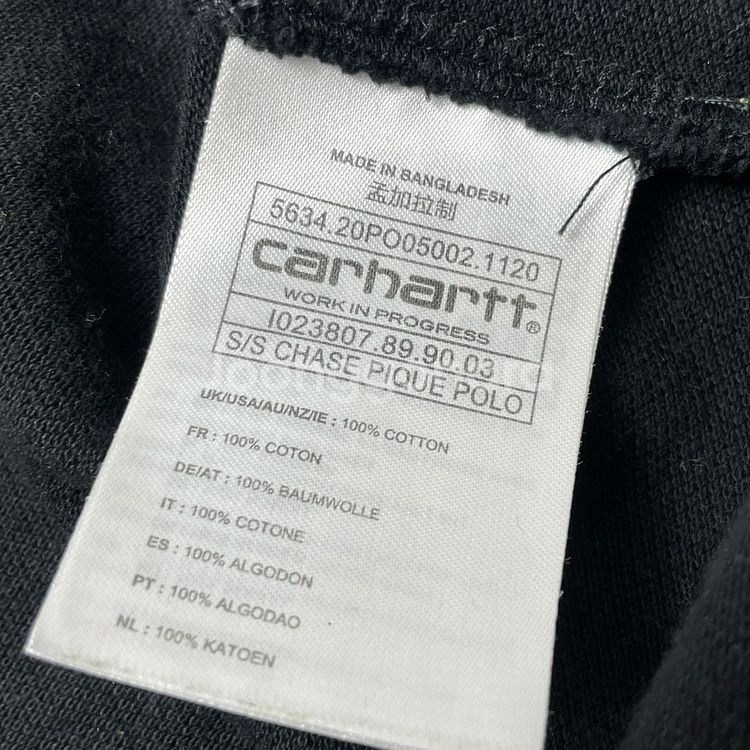 MADE IN BANGLADESH
孟加拉制
5634.20PO05002.1120
carhartt®
WORK IN PROGRESS
I023807.89.90.03
S/S CHASE PIQUE POLO
UK/USA/AU/NZ/IE : 100% COTTON
FR : 100% COTON
DE/AT : 100% BAUMWOLLE
IT : 100% COTONE
ES : 100% ALGODON
PT : 100% ALGODAO
NL : 100% KATOEN